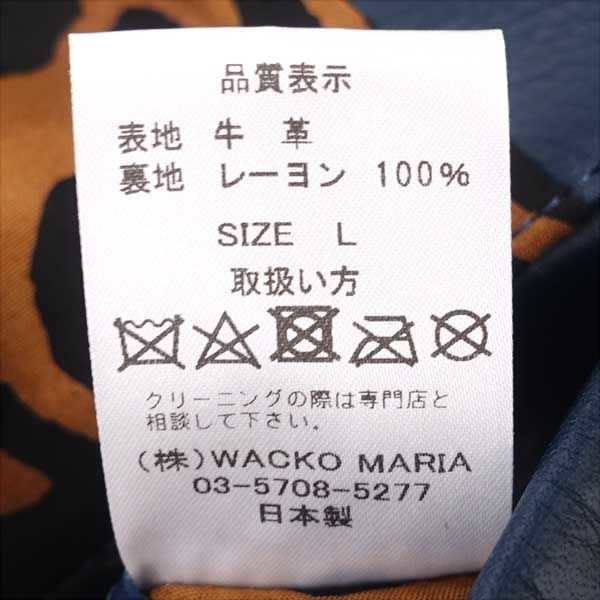 品質表示
表地 牛 革
裏地 レーヨン 100%
SIZE L
取扱い方
クリーニングの際は専門店と
相談して下さい。
(株)WACKO MARIA
03-5708-5277
日本製